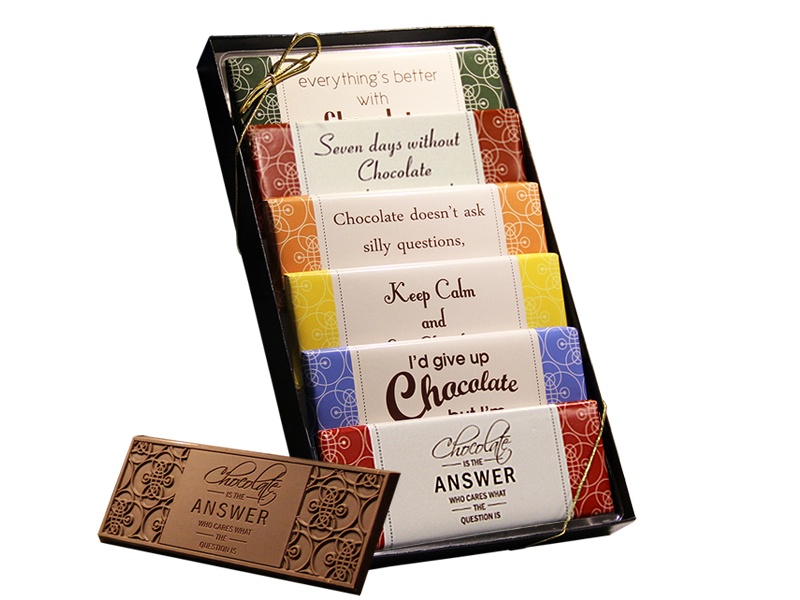 everything's better
with
Seven days without
Chocolate
Chocolate doesn't ask
silly questions,
Keep Calm
and
I'd give up
Chocolate
but I'm
Chocolate
IS THE
ANSWER
WHO CARES WHAT
THE
QUESTION IS
Chocolate
IS THE
ANSWER
WHO CARES WHAT
THE
QUESTION IS